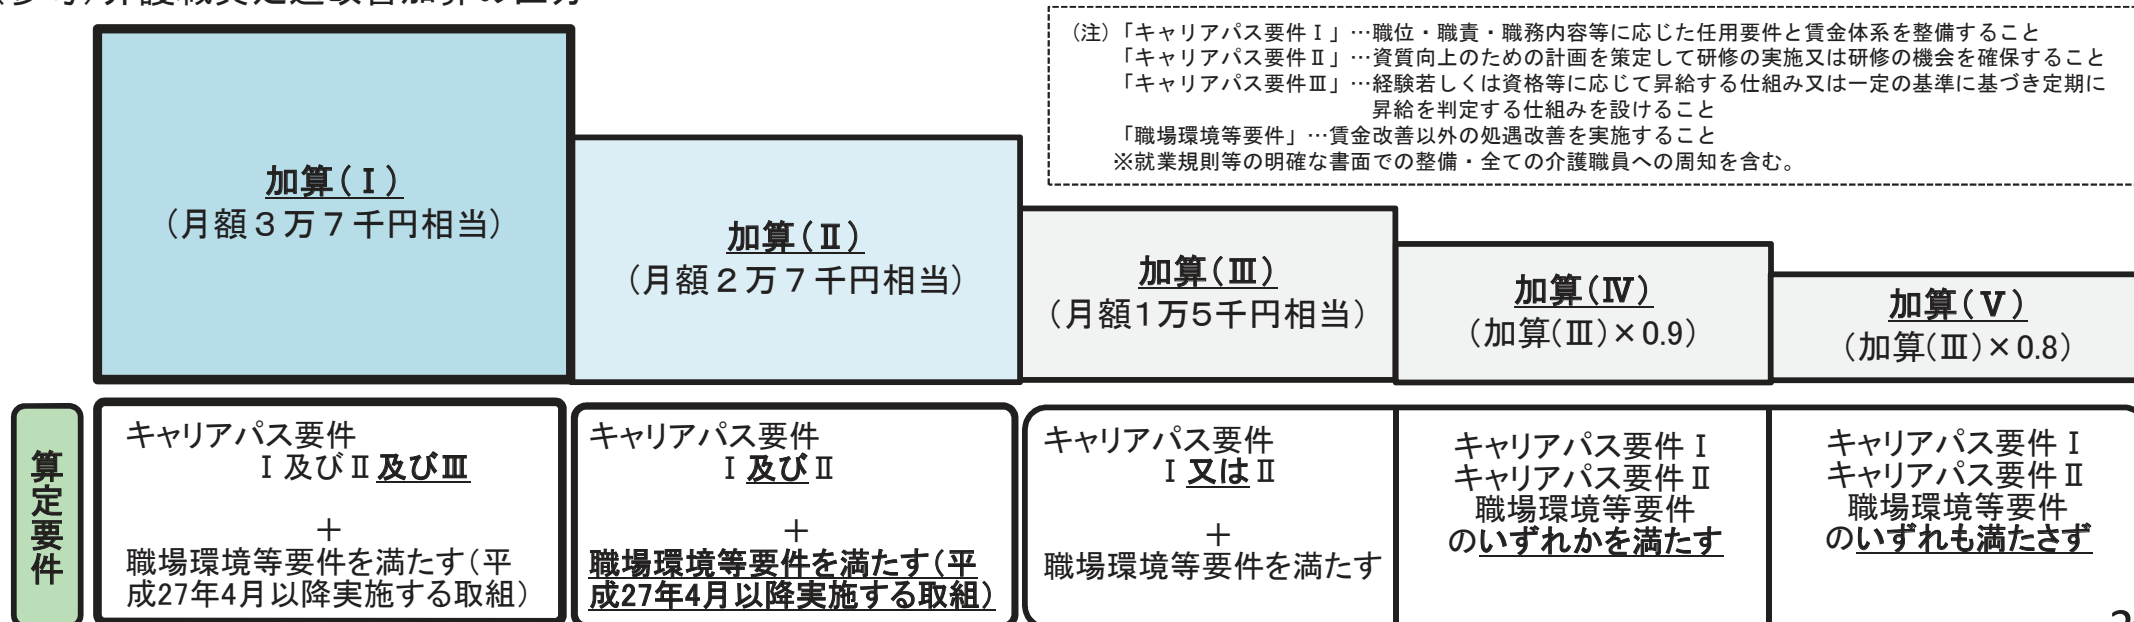 (注)「キャリアパス要件Ⅰ」…職位・職責・職務内容等に応じた任用要件と賃金体系を整備すること
「キャリアパス要件Ⅱ」…資質向上のための計画を策定して研修の実施又は研修の機会を確保すること
「キャリアパス要件Ⅲ」…経験若しくは資格等に応じて昇給する仕組み又は一定の基準に基づき定期に
昇給を判定する仕組みを設けること
「職場環境等要件」…賃金改善以外の処遇改善を実施すること
※就業規則等の明確な書面での整備・全ての介護職員への周知を含む。
加算(Ⅰ)
(月額3万7千円相当)
加算(Ⅱ)
(月額2万7千円相当)
加算(Ⅲ)
(月額1万5千円相当)
加算(Ⅳ)
(加算(Ⅲ)×0.9)
加算(Ⅴ)
(加算(Ⅲ)×0.8)
算定要件
キャリアパス要件
Ⅰ及びⅡ及びⅢ
+
職場環境等要件を満たす(平
成27年4月以降実施する取組)
キャリアパス要件
Ⅰ及びⅡ
+
職場環境等要件を満たす(平
成27年4月以降実施する取組)
キャリアパス要件
Ⅰ又はⅡ
+
職場環境等要件を満たす
キャリアパス要件Ⅰ
キャリアパス要件Ⅱ
職場環境等要件
のいずれかを満たす
キャリアパス要件Ⅰ
キャリアパス要件Ⅱ
職場環境等要件
のいずれも満たさず